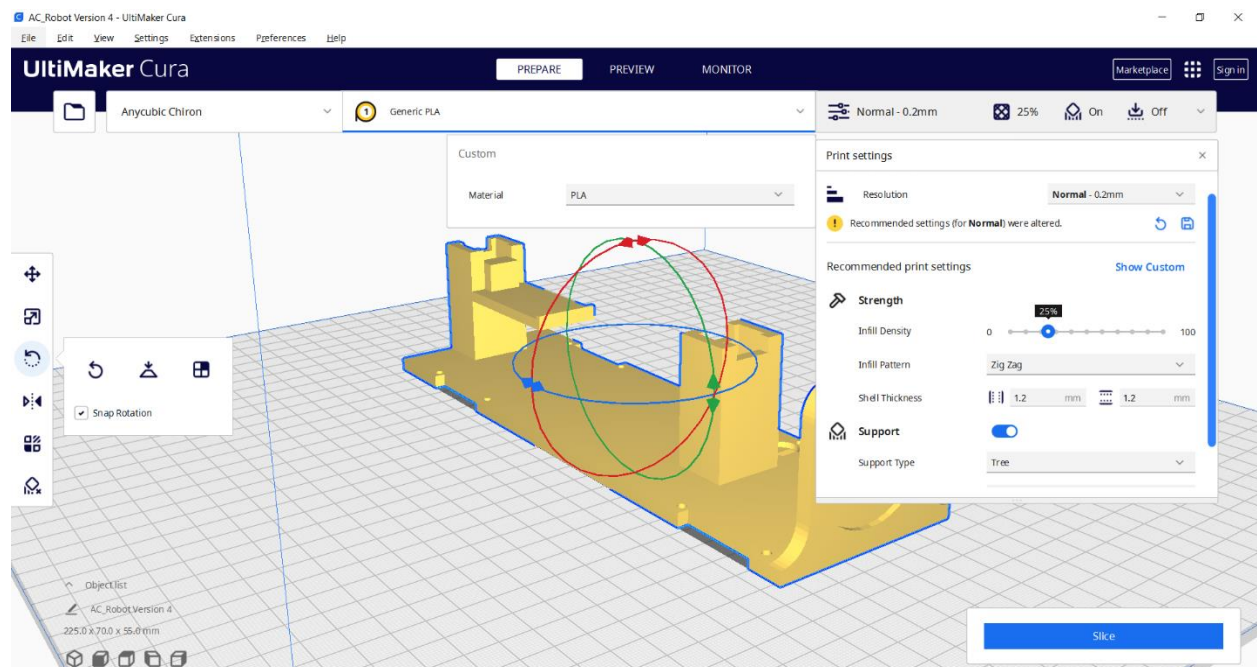 AC_Robot Version 4 - UltiMaker Cura
File Edit View Settings Extensions Preferences Help
UltiMaker Cura
PREPARE PREVIEW MONITOR
Marketplace
Sign in
Anycubic Chiron
1
Generic PLA
Normal - 0.2mm
25%
On
Off
Custom
Material PLA
Print settings
Resolution Normal - 0.2mm
! Recommended settings (for Normal) were altered.
Recommended print settings Show Custom
Strength
25%
Infill Density 0 100
Infill Pattern Zig Zag
Shell Thickness 1.2 mm 1.2 mm
Support
Support Type Tree
Snap Rotation
Object list
AC_Robot Version 4
225.0 x 70.0 x 55.0 mm
Slice